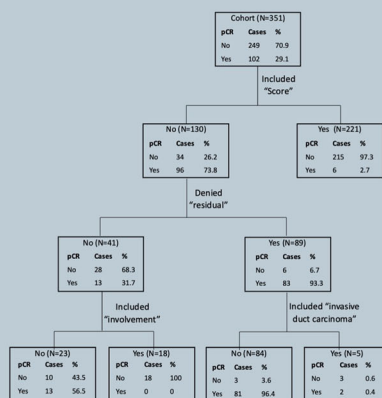 Cohort (N=351)
pCR Cases %
No 249 70.9
Yes 102 29.1
Included
“Score”
No (N=130)
pCR Cases %
No 34 26.2
Yes 96 73.8
Yes (N=221)
pCR Cases %
No 215 97.3
Yes 6 2.7
Denied
“residual”
No (N=41)
pCR Cases %
No 28 68.3
Yes 13 31.7
Yes (N=89)
pCR Cases %
No 6 6.7
Yes 83 93.3
Included
“involvement”
Included “invasive
duct carcinoma”
No (N=23)
pCR Cases %
No 10 43.5
Yes 13 56.5
Yes (N=18)
pCR Cases %
No 18 100
Yes 0 0
No (N=84)
pCR Cases %
No 3 3.6
Yes 81 96.4
Yes (N=5)
pCR Cases %
No 3 0.6
Yes 2 0.4